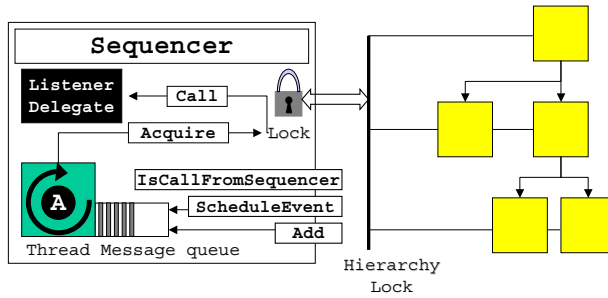 Sequencer
Listener
Delegate
Call
Acquire
Lock
IsCallFromSequencer
A
ScheduleEvent
Add
Thread Message queue
Hierarchy
Lock